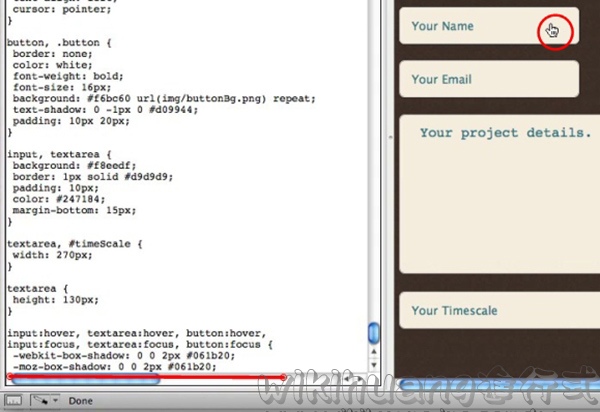 cursor: pointer;
}
button, .button {
border: none;
color: white;
font-weight: bold;
font-size: 16px;
background: #f6bc60 url(img/buttonBg.png) repeat;
text-shadow: 0 -1px 0 #d09944;
padding: 10px 20px;
}
input, textarea {
background: #f8eedf;
border: 1px solid #d9d9d9;
padding: 10px;
color: #247184;
margin-bottom: 15px;
}
textarea, #timeScale {
width: 270px;
}
textarea {
height: 130px;
}
input:hover, textarea:hover, button:hover,
input:focus, textarea:focus, button:focus {
-webkit-box-shadow: 0 0 2px #061b20;
-moz-box-shadow: 0 0 2px #061b20;
Done
Your Name
Your Email
Your project details.
Your Timescale